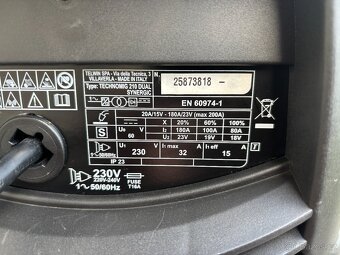 TELWIN SPA - Via della Tecnica, 3
VILLAVERLA - MADE IN ITALY
Type: TECHNOMIG 210 DUAL
SYNERGIC
N. 25873818 -
EN 60974-1
20A/15V - 180A/23V (max 200A)
X 20% 60% 100%
S U₀ V 60 I₂ 180A 100A 80A
U₂ 23V 19V 18V
U₁ V 230 I₁ max A 32 I₁ eff A 15
IP 23
230V
220V-240V
1~ 50/60Hz
FUSE
T16A